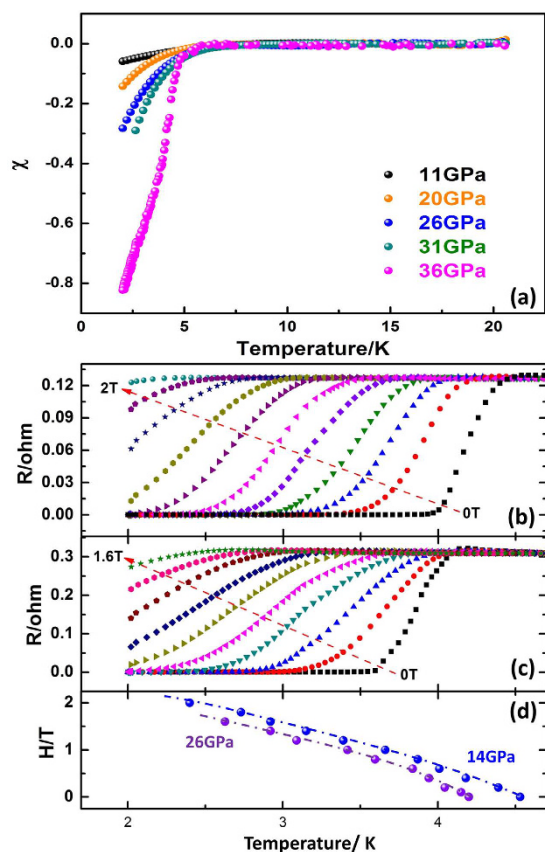 0.0
-0.2
-0.4
-0.6
-0.8
χ
11GPa
20GPa
26GPa
31GPa
36GPa
(a)
0 5 10 15 20
Temperature/K
0.12
0.09
0.06
0.03
0.00
R/ohm
2T
0T
(b)
0.3
0.2
0.1
0.0
R/ohm
1.6T
0T
(c)
2
1
0
H/T
26GPa
14GPa
(d)
2 3 4
Temperature/ K